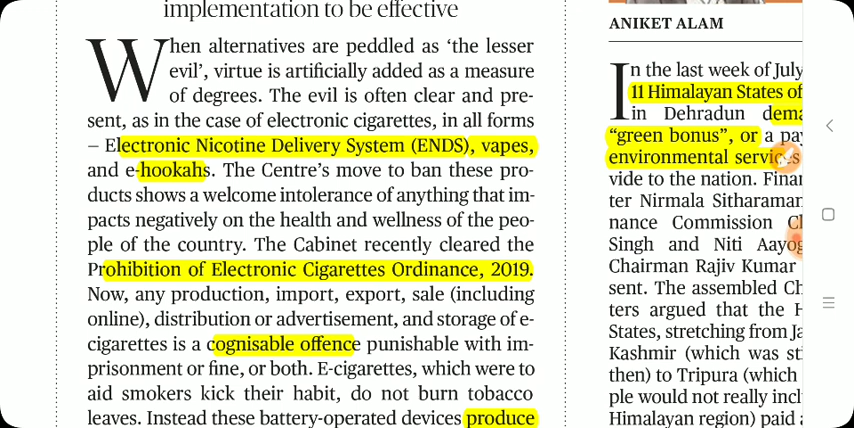 implementation to be effective
When alternatives are peddled as ‘the lesser
evil’, virtue is artificially added as a measure
of degrees. The evil is often clear and pre-
sent, as in the case of electronic cigarettes, in all forms
– Electronic Nicotine Delivery System (ENDS), vapes,
and e-hookahs. The Centre’s move to ban these pro-
ducts shows a welcome intolerance of anything that im-
pacts negatively on the health and wellness of the peo-
ple of the country. The Cabinet recently cleared the
Prohibition of Electronic Cigarettes Ordinance, 2019.
Now, any production, import, export, sale (including
online), distribution or advertisement, and storage of e-
cigarettes is a cognisable offence punishable with im-
prisonment or fine, or both. E-cigarettes, which were to
aid smokers kick their habit, do not burn tobacco
leaves. Instead these battery-operated devices produce
ANIKET ALAM
In the last week of July
11 Himalayan States of
in Dehradun dema
“green bonus”, or a pay
environmental services
vide to the nation. Finan
ter Nirmala Sitharaman
nance Commission Ch
Singh and Niti Aayog
Chairman Rajiv Kumar
sent. The assembled Ch
ters argued that the H
States, stretching from Ja
Kashmir (which was sti
then) to Tripura (which
ple would not really incl
Himalayan region) paid a